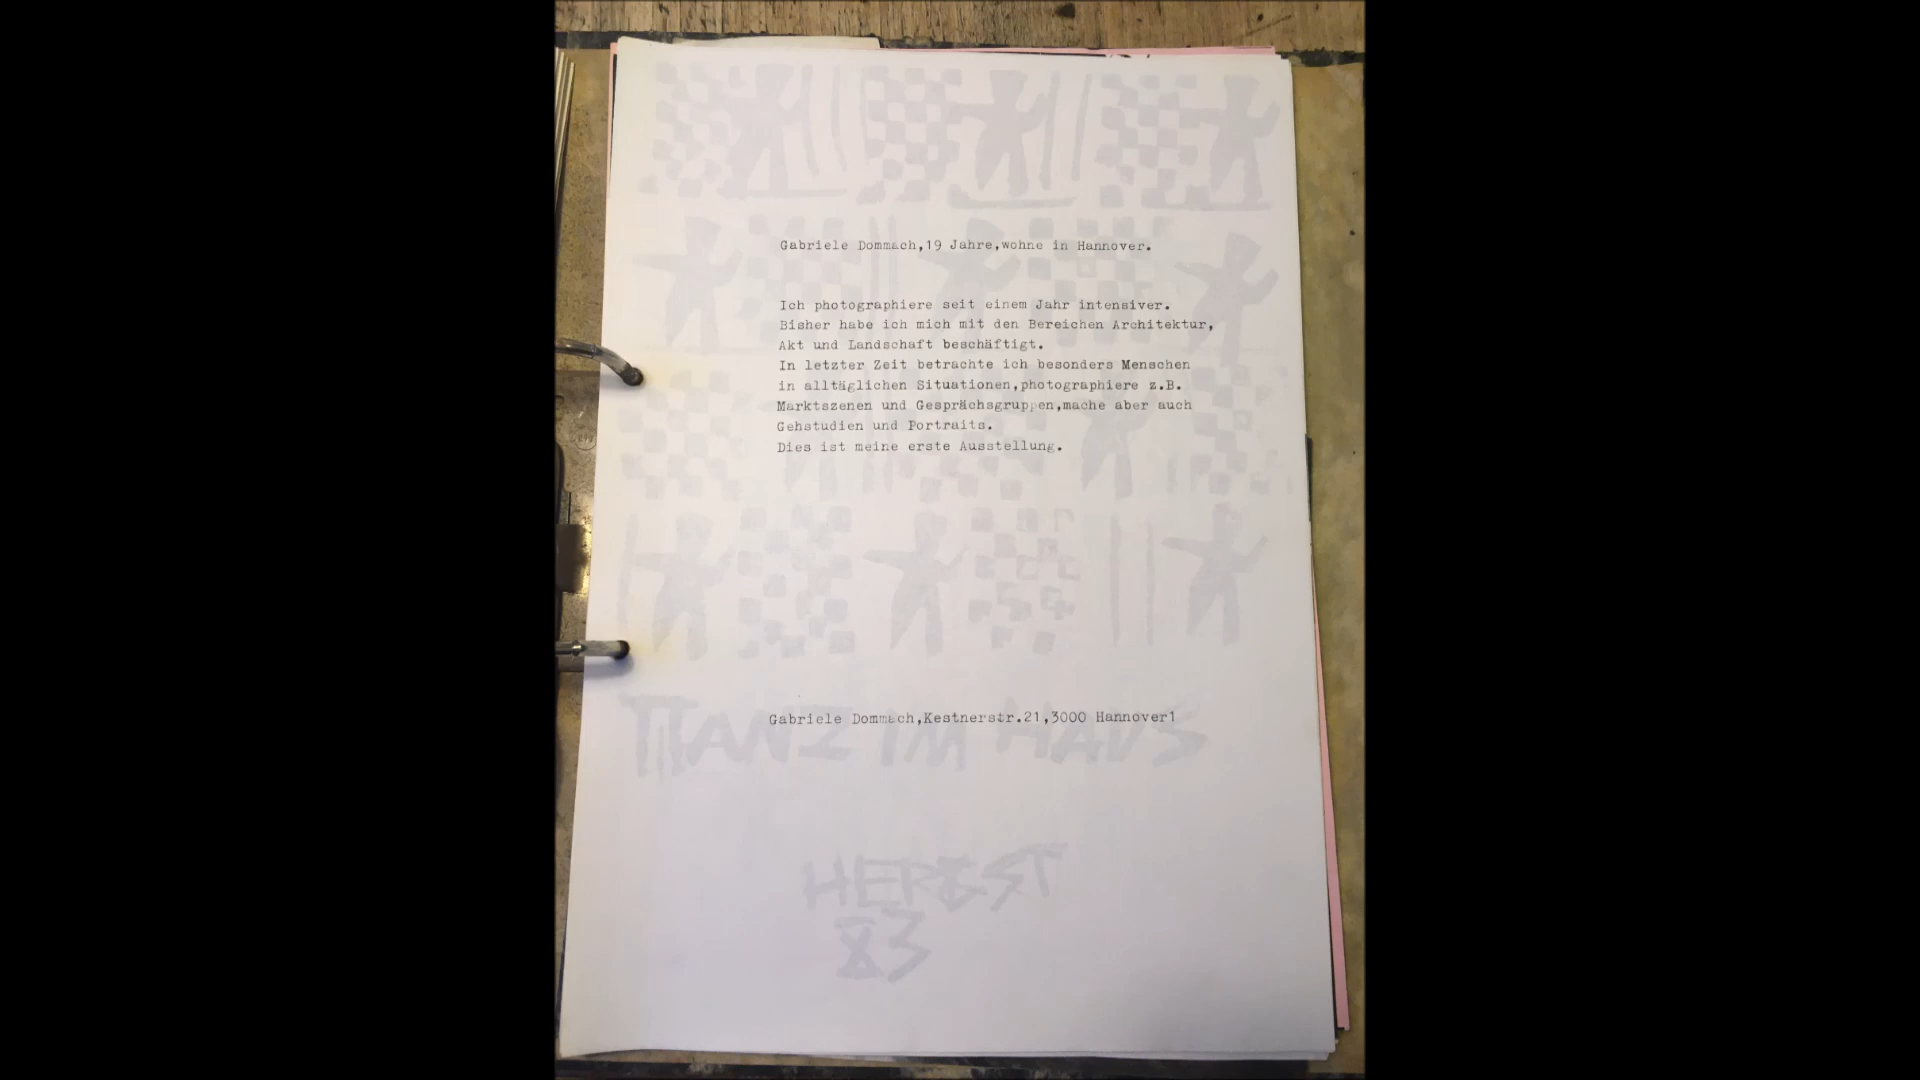 Gabriele Dommach,19 Jahre,wohne in Hannover.
Ich photographiere seit einem Jahr intensiver.
Bisher habe ich mich mit den Bereichen Architektur,
Akt und Landschaft beschäftigt.
In letzter Zeit betrachte ich besonders Menschen
in alltäglichen Situationen,photographiere z.B.
Marktszenen und Gesprächsgruppen,mache aber auch
Gehstudien und Portraits.
Dies ist meine erste Ausstellung.
Gabriele Dommach,Kestnerstr.21,3000 Hannover1
TANZ IM HAUS
HERBST
83